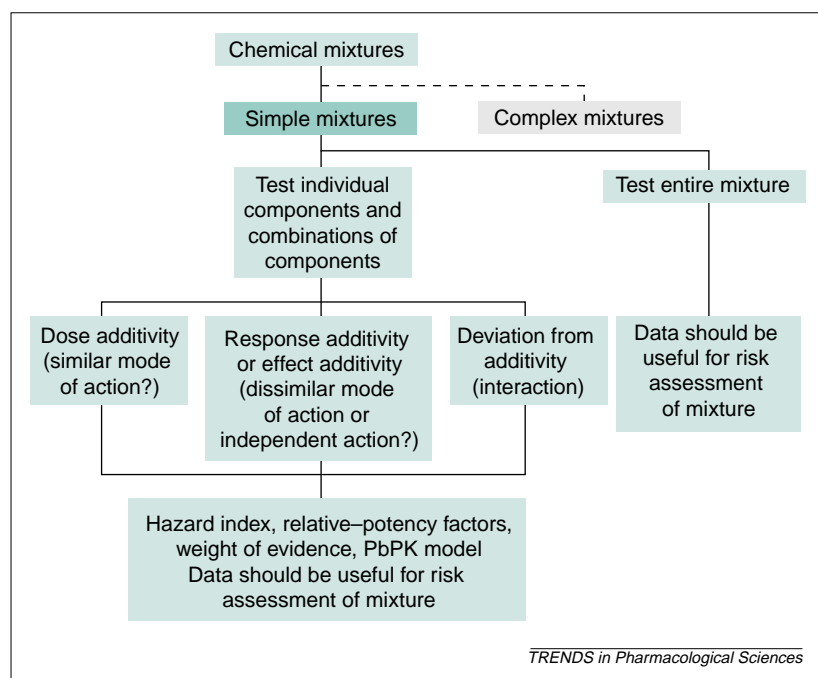 Chemical mixtures
Simple mixtures
Complex mixtures
Test individual
components and
combinations of
components
Test entire mixture
Dose additivity
(similar mode
of action?)
Response additivity
or effect additivity
(dissimilar mode
of action or
independent action?)
Deviation from
additivity
(interaction)
Data should be
useful for risk
assessment
of mixture
Hazard index, relative–potency factors,
weight of evidence, PbPK model
Data should be useful for risk
assessment of mixture
TRENDS in Pharmacological Sciences